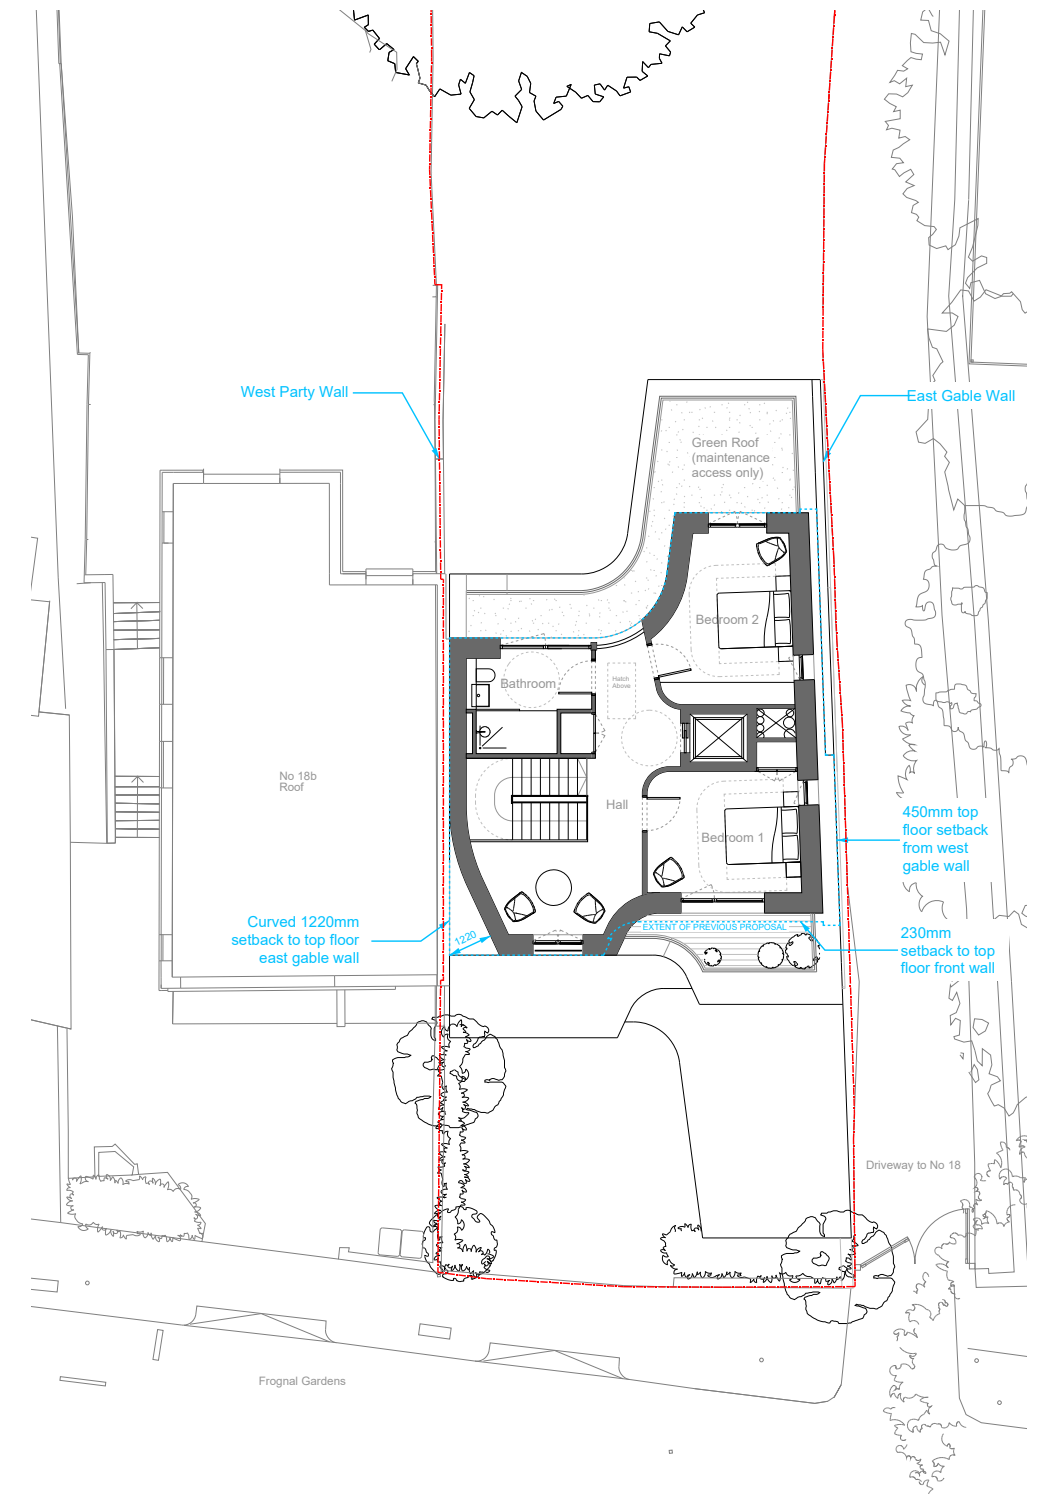 West Party Wall
East Gable Wall
Green Roof
(maintenance
access only)
Bedroom 2
Bathroom
Hatch
Above
No 18b
Roof
Hall
Bedroom 1
450mm top
floor setback
from west
gable wall
Curved 1220mm
setback to top floor
east gable wall
1220
EXTENT OF PREVIOUS PROPOSAL
230mm
setback to top
floor front wall
Driveway to No 18
Frognal Gardens